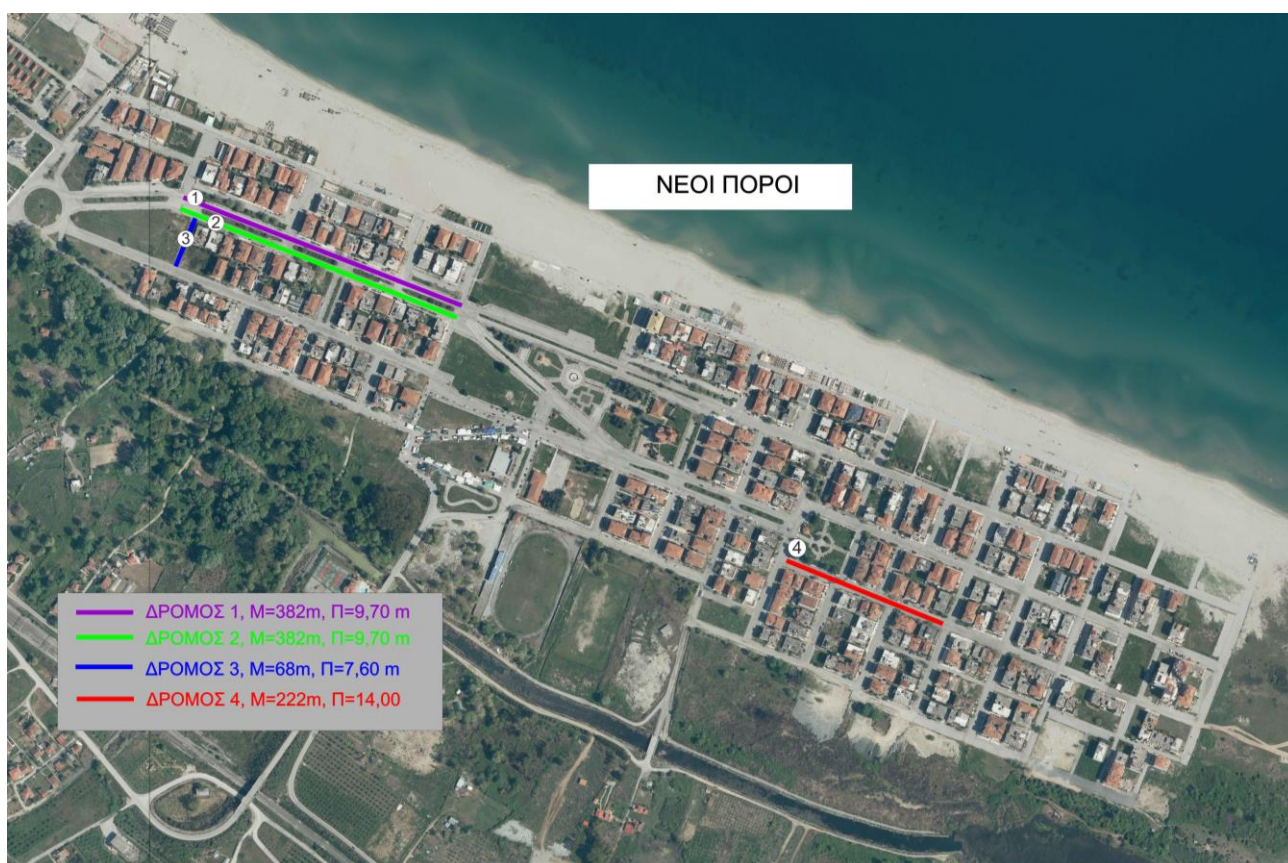 ΝΕΟΙ ΠΟΡΟΙ
1
2
3
4
ΔΡΟΜΟΣ 1, Μ=382m, Π=9,70 m
ΔΡΟΜΟΣ 2, Μ=382m, Π=9,70 m
ΔΡΟΜΟΣ 3, Μ=68m, Π=7,60 m
ΔΡΟΜΟΣ 4, Μ=222m, Π=14,00